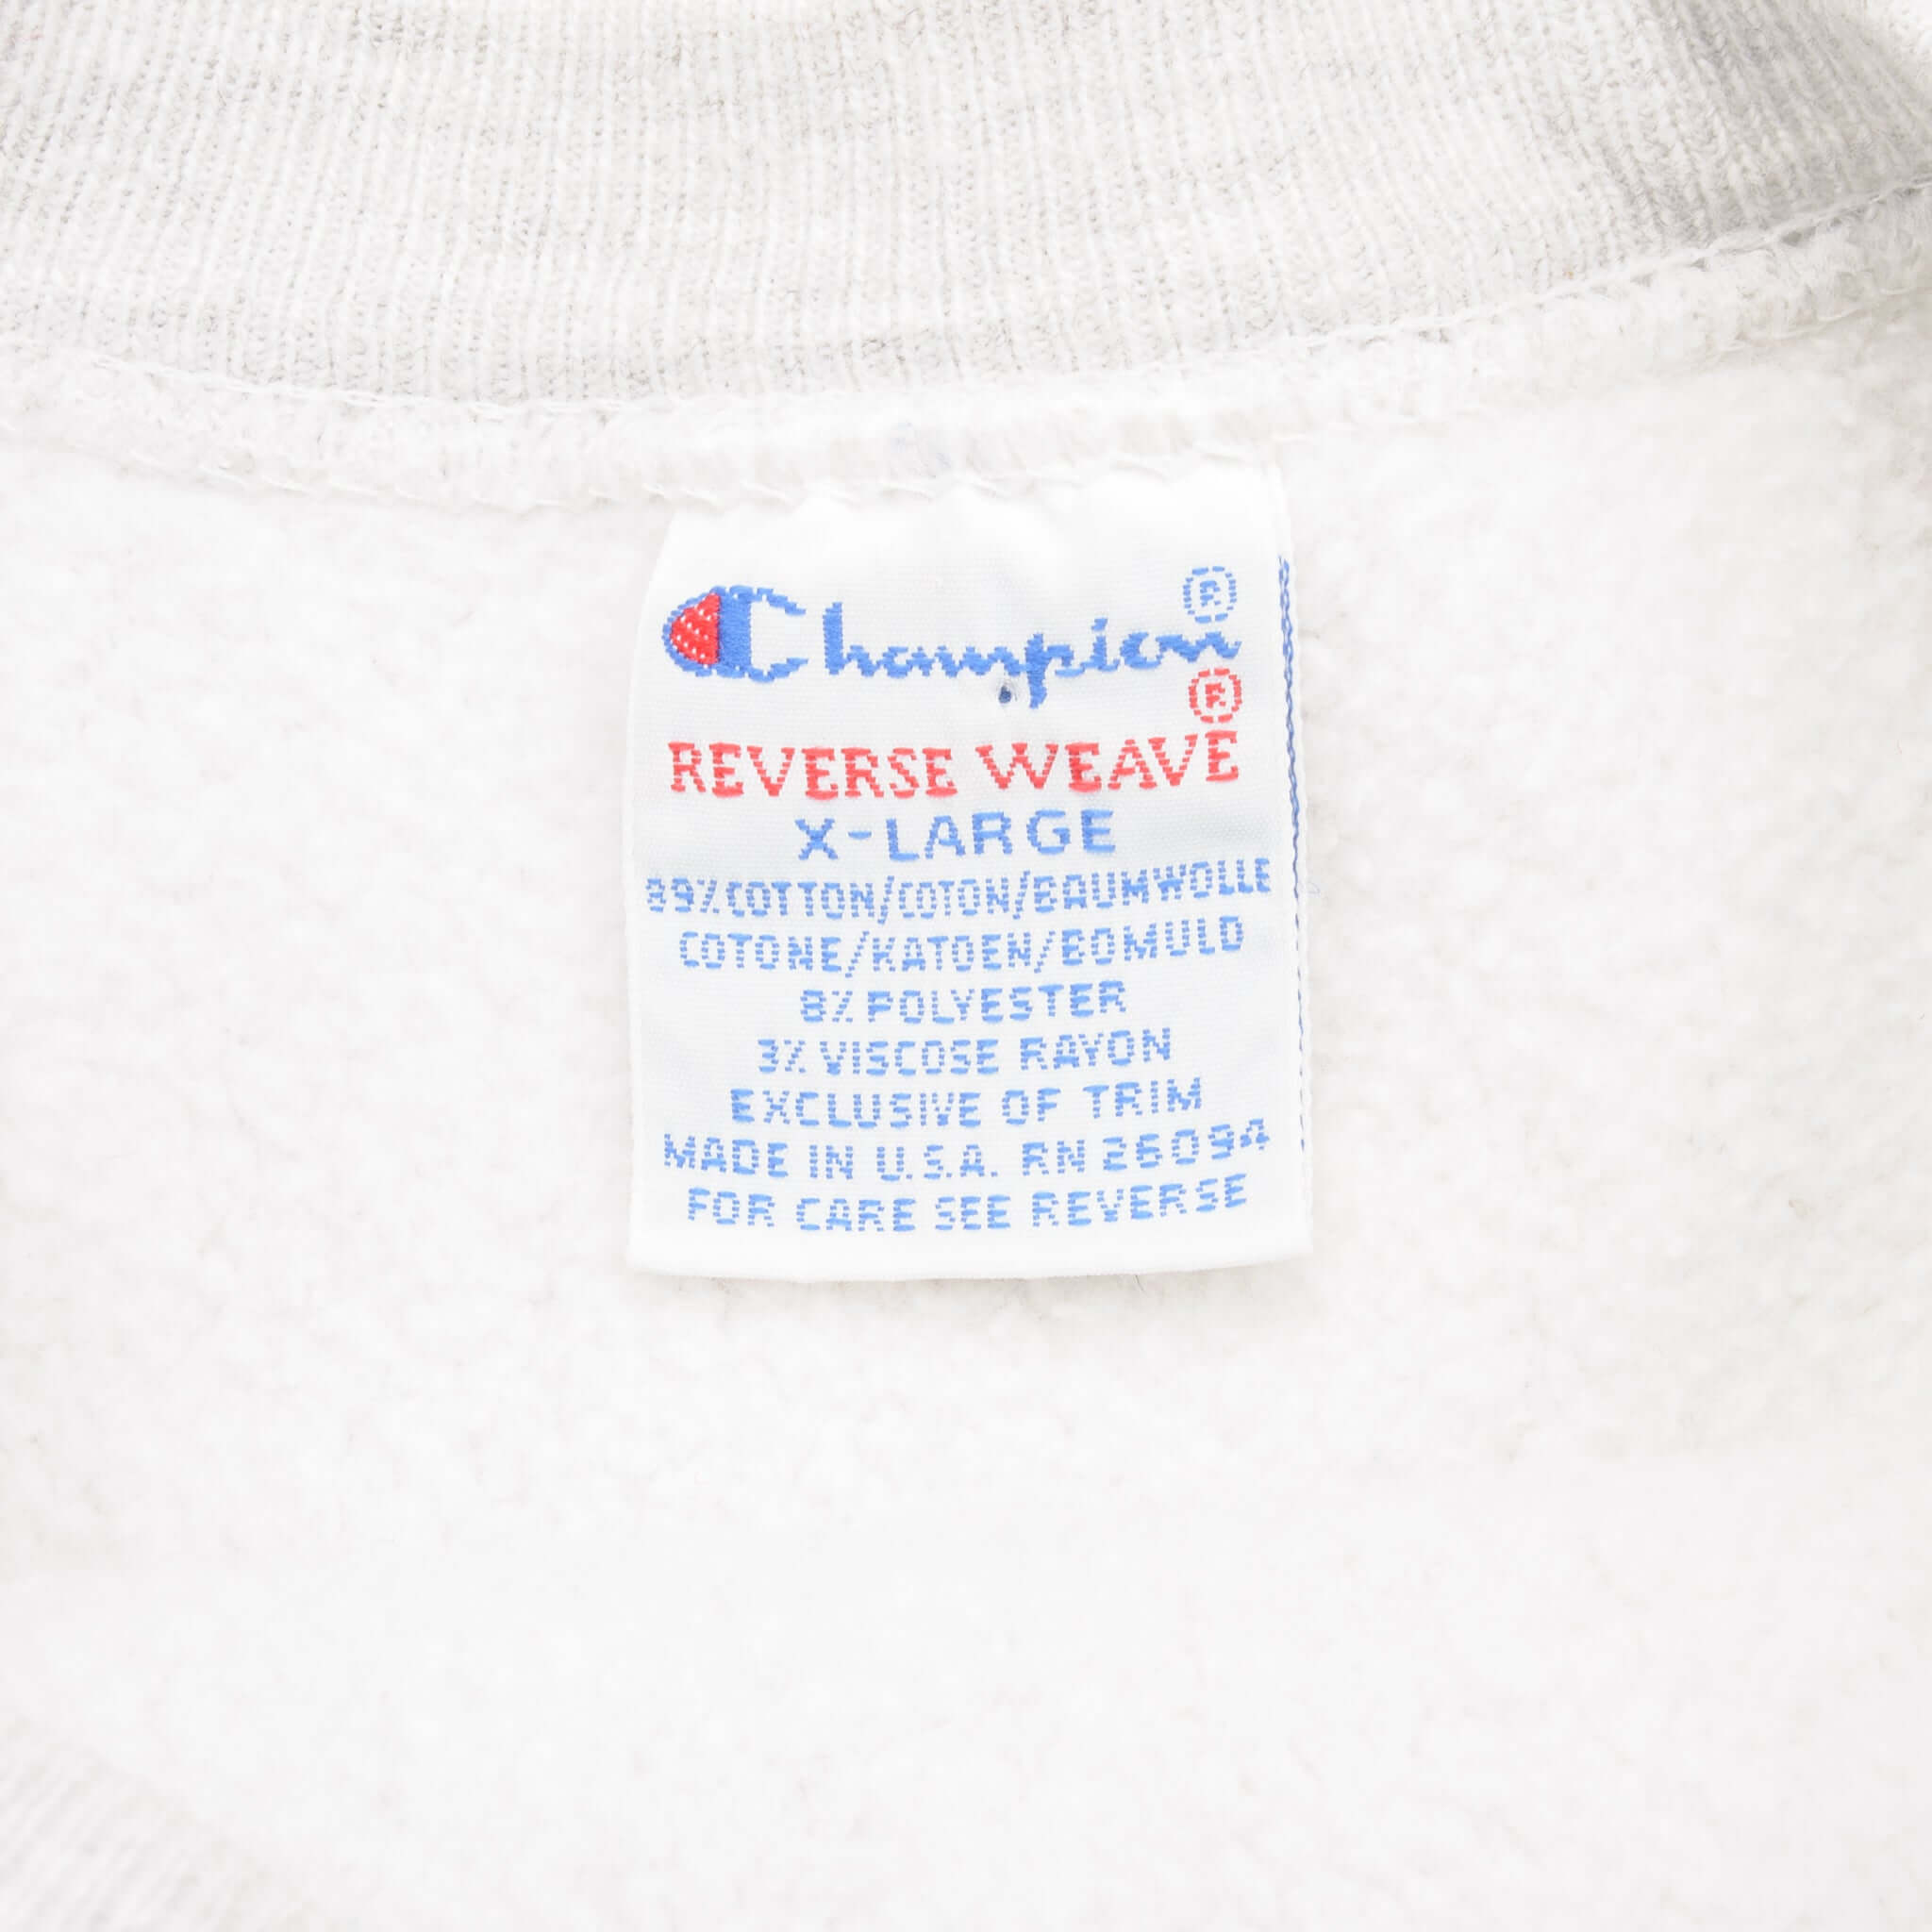 Champion®
REVERSE WEAVE®
X-LARGE
89% COTTON/COTON/BAUMWOLLE
COTONE/KATOEN/BOMULD
8% POLYESTER
3% VISCOSE RAYON
EXCLUSIVE OF TRIM
MADE IN U.S.A. RN 26094
FOR CARE SEE REVERSE